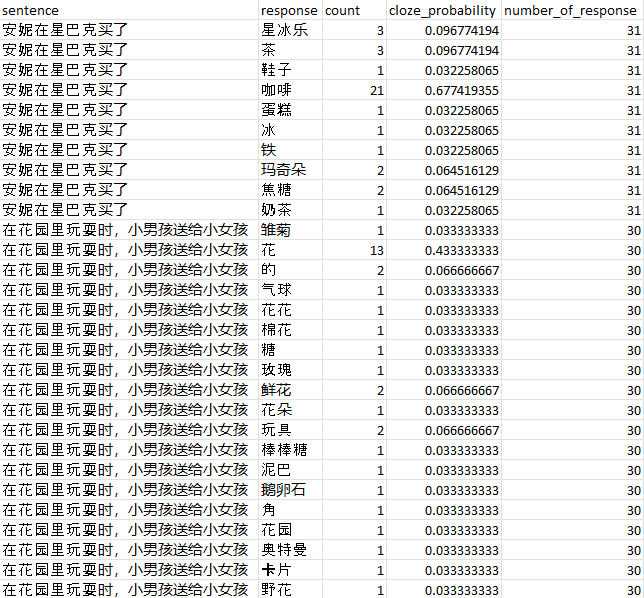 sentence response count cloze_probability number_of_response
安妮在星巴克买了 星冰乐 3 0.096774194 31
安妮在星巴克买了 茶 3 0.096774194 31
安妮在星巴克买了 鞋子 1 0.032258065 31
安妮在星巴克买了 咖啡 21 0.677419355 31
安妮在星巴克买了 蛋糕 1 0.032258065 31
安妮在星巴克买了 冰 1 0.032258065 31
安妮在星巴克买了 铁 1 0.032258065 31
安妮在星巴克买了 玛奇朵 2 0.064516129 31
安妮在星巴克买了 焦糖 2 0.064516129 31
安妮在星巴克买了 奶茶 1 0.032258065 31
在花园里玩耍时，小男孩送给小女孩 雏菊 1 0.033333333 30
在花园里玩耍时，小男孩送给小女孩 花 13 0.433333333 30
在花园里玩耍时，小男孩送给小女孩 的 2 0.066666667 30
在花园里玩耍时，小男孩送给小女孩 气球 1 0.033333333 30
在花园里玩耍时，小男孩送给小女孩 花花 1 0.033333333 30
在花园里玩耍时，小男孩送给小女孩 棉花 1 0.033333333 30
在花园里玩耍时，小男孩送给小女孩 糖 1 0.033333333 30
在花园里玩耍时，小男孩送给小女孩 玫瑰 1 0.033333333 30
在花园里玩耍时，小男孩送给小女孩 鲜花 2 0.066666667 30
在花园里玩耍时，小男孩送给小女孩 花朵 1 0.033333333 30
在花园里玩耍时，小男孩送给小女孩 玩具 2 0.066666667 30
在花园里玩耍时，小男孩送给小女孩 棒棒糖 1 0.033333333 30
在花园里玩耍时，小男孩送给小女孩 泥巴 1 0.033333333 30
在花园里玩耍时，小男孩送给小女孩 鹅卵石 1 0.033333333 30
在花园里玩耍时，小男孩送给小女孩 角 1 0.033333333 30
在花园里玩耍时，小男孩送给小女孩 花园 1 0.033333333 30
在花园里玩耍时，小男孩送给小女孩 奥特曼 1 0.033333333 30
在花园里玩耍时，小男孩送给小女孩 卡片 1 0.033333333 30
在花园里玩耍时，小男孩送给小女孩 野花 1 0.033333333 30